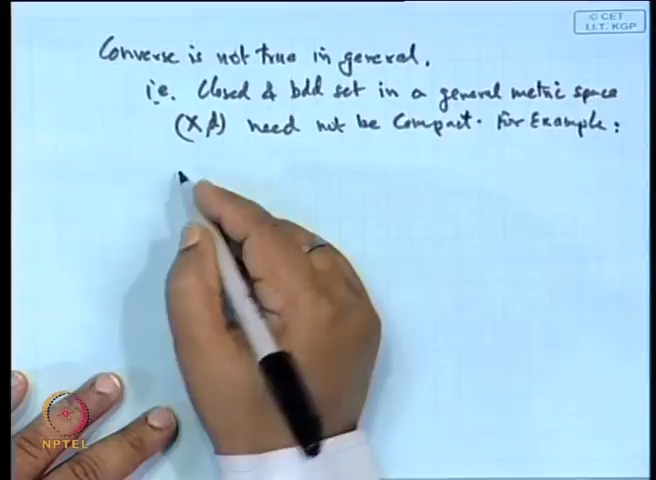 © CET
I.I.T. KGP
Converse is not true in general.
i.e. Closed & bdd set in a general metric space
(X,d) need not be Compact. For Example:
NPTEL